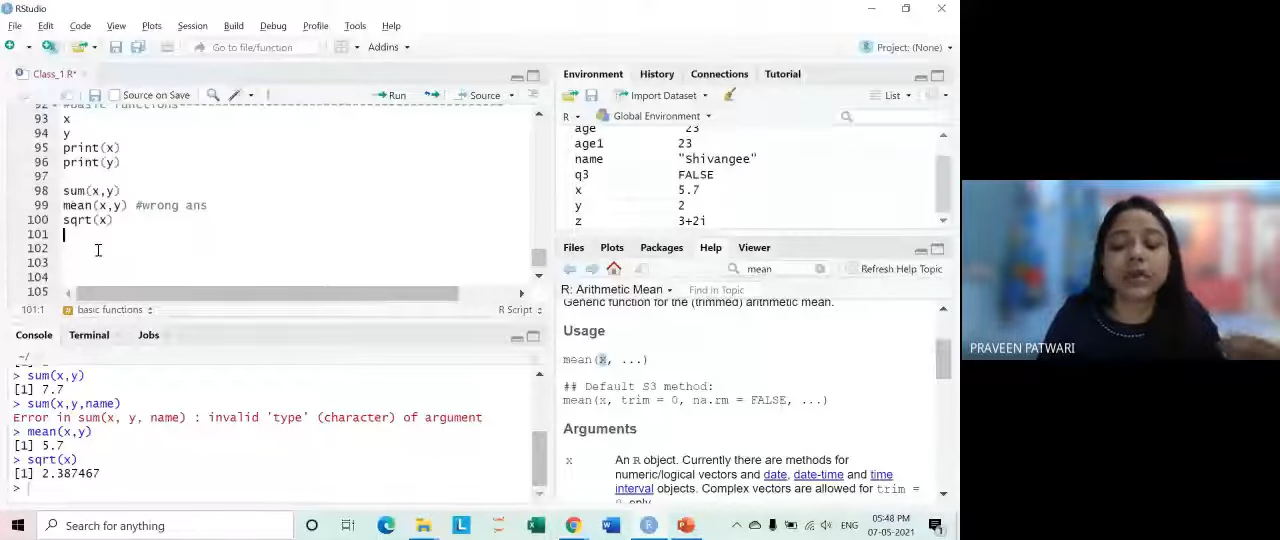 RStudio
File Edit Code View Plots Session Build Debug Profile Tools Help
Go to file/function Addins Project: (None)
Class_1.R*
Source on Save Run Source
92 #basic functions
93 x
94 y
95 print(x)
96 print(y)
97
98 sum(x,y)
99 mean(x,y) #wrong ans
100 sqrt(x)
101
102
103
104
105
101:1 basic functions R Script
Console Terminal Jobs
~/
> sum(x,y)
[1] 7.7
> sum(x,y,name)
Error in sum(x, y, name) : invalid 'type' (character) of argument
> mean(x,y)
[1] 5.7
> sqrt(x)
[1] 2.387467
>
Environment History Connections Tutorial
Import Dataset List
R Global Environment
age 23
age1 23
name "Shivangee"
q3 FALSE
x 5.7
y 2
z 3+2i
Files Plots Packages Help Viewer
mean Refresh Help Topic
R: Arithmetic Mean Find in Topic
Generic function for the (trimmed) arithmetic mean.
Usage
mean(x, ...)
## Default S3 method:
mean(x, trim = 0, na.rm = FALSE, ...)
Arguments
x An R object. Currently there are methods for
numeric/logical vectors and date, date-time and time
interval objects. Complex vectors are allowed for trim =
0, only.
PRAVEEN PATWARI
Search for anything
ENG
05:48 PM
07-05-2021
1